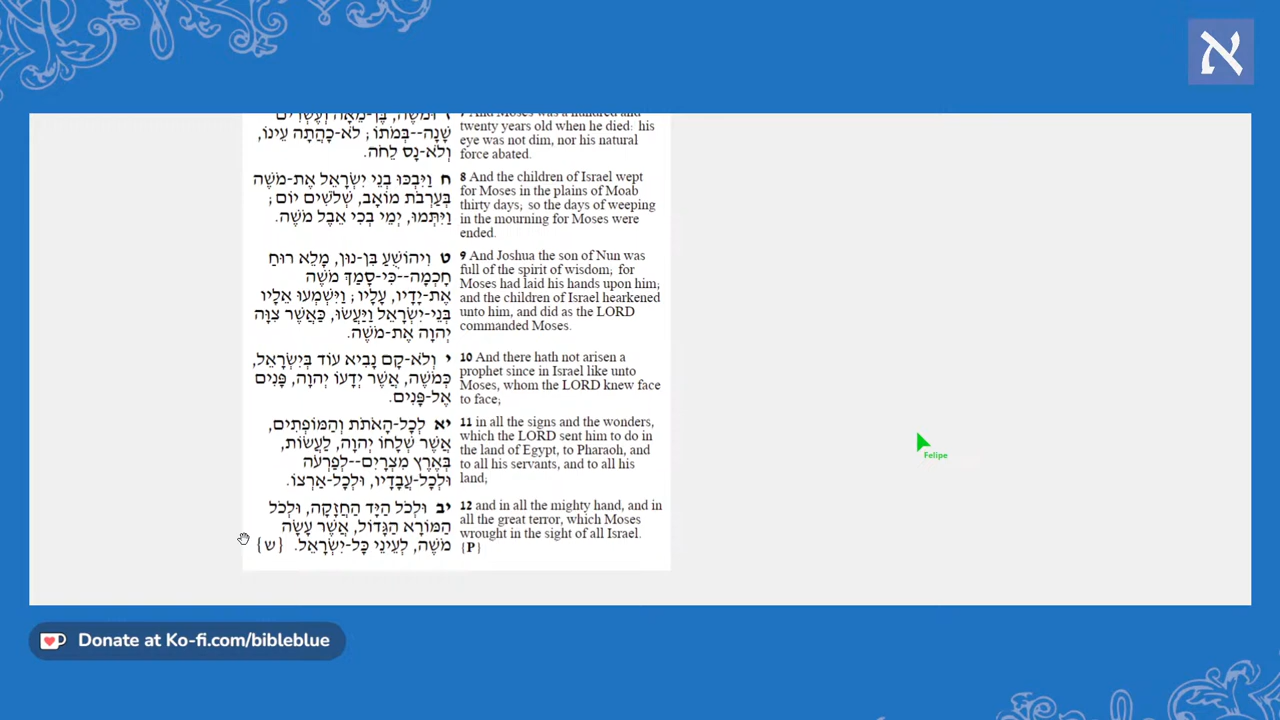 א
ז וּמֹשֶׁה, בֶּן-מֵאָה וְעֶשְׂרִים
שָׁנָה--בְּמֹתוֹ; לֹא-כָהֲתָה עֵינוֹ,
וְלֹא-נָס לֵחֹה.
7 And Moses was a hundred and
twenty years old when he died: his
eye was not dim, nor his natural
force abated.
ח וַיִּבְכּוּ בְנֵי יִשְׂרָאֵל אֶת-מֹשֶׁה
בְּעַרְבֹת מוֹאָב, שְׁלֹשִׁים יוֹם;
וַיִּתְּמוּ, יְמֵי בְכִי אֵבֶל מֹשֶׁה.
8 And the children of Israel wept
for Moses in the plains of Moab
thirty days; so the days of weeping
in the mourning for Moses were
ended.
ט וִיהוֹשֻׁעַ בִּן-נוּן, מָלֵא רוּחַ
חָכְמָה--כִּי-סָמַךְ מֹשֶׁה
אֶת-יָדָיו, עָלָיו; וַיִּשְׁמְעוּ אֵלָיו
בְּנֵי-יִשְׂרָאֵל וַיַּעֲשׂוּ, כַּאֲשֶׁר צִוָּה
יְהוָה אֶת-מֹשֶׁה.
9 And Joshua the son of Nun was
full of the spirit of wisdom; for
Moses had laid his hands upon him;
and the children of Israel hearkened
unto him, and did as the LORD
commanded Moses.
י וְלֹא-קָם נָבִיא עוֹד בְּיִשְׂרָאֵל,
כְּמֹשֶׁה, אֲשֶׁר יְדָעוֹ יְהוָה, פָּנִים
אֶל-פָּנִים.
10 And there hath not arisen a
prophet since in Israel like unto
Moses, whom the LORD knew face
to face;
יא לְכָל-הָאֹתֹת וְהַמּוֹפְתִים,
אֲשֶׁר שְׁלָחוֹ יְהוָה, לַעֲשׂוֹת,
בְּאֶרֶץ מִצְרָיִם--לְפַרְעֹה
וּלְכָל-עֲבָדָיו, וּלְכָל-אַרְצוֹ.
11 in all the signs and the wonders,
which the LORD sent him to do in
the land of Egypt, to Pharaoh, and
to all his servants, and to all his
land;
יב וּלְכֹל הַיָּד הַחֲזָקָה, וּלְכֹל
הַמּוֹרָא הַגָּדוֹל, אֲשֶׁר עָשָׂה
מֹשֶׁה, לְעֵינֵי כָּל-יִשְׂרָאֵל. {ש}
12 and in all the mighty hand, and in
all the great terror, which Moses
wrought in the sight of all Israel.
{P}
Felipe
Donate at Ko-fi.com/bibleblue